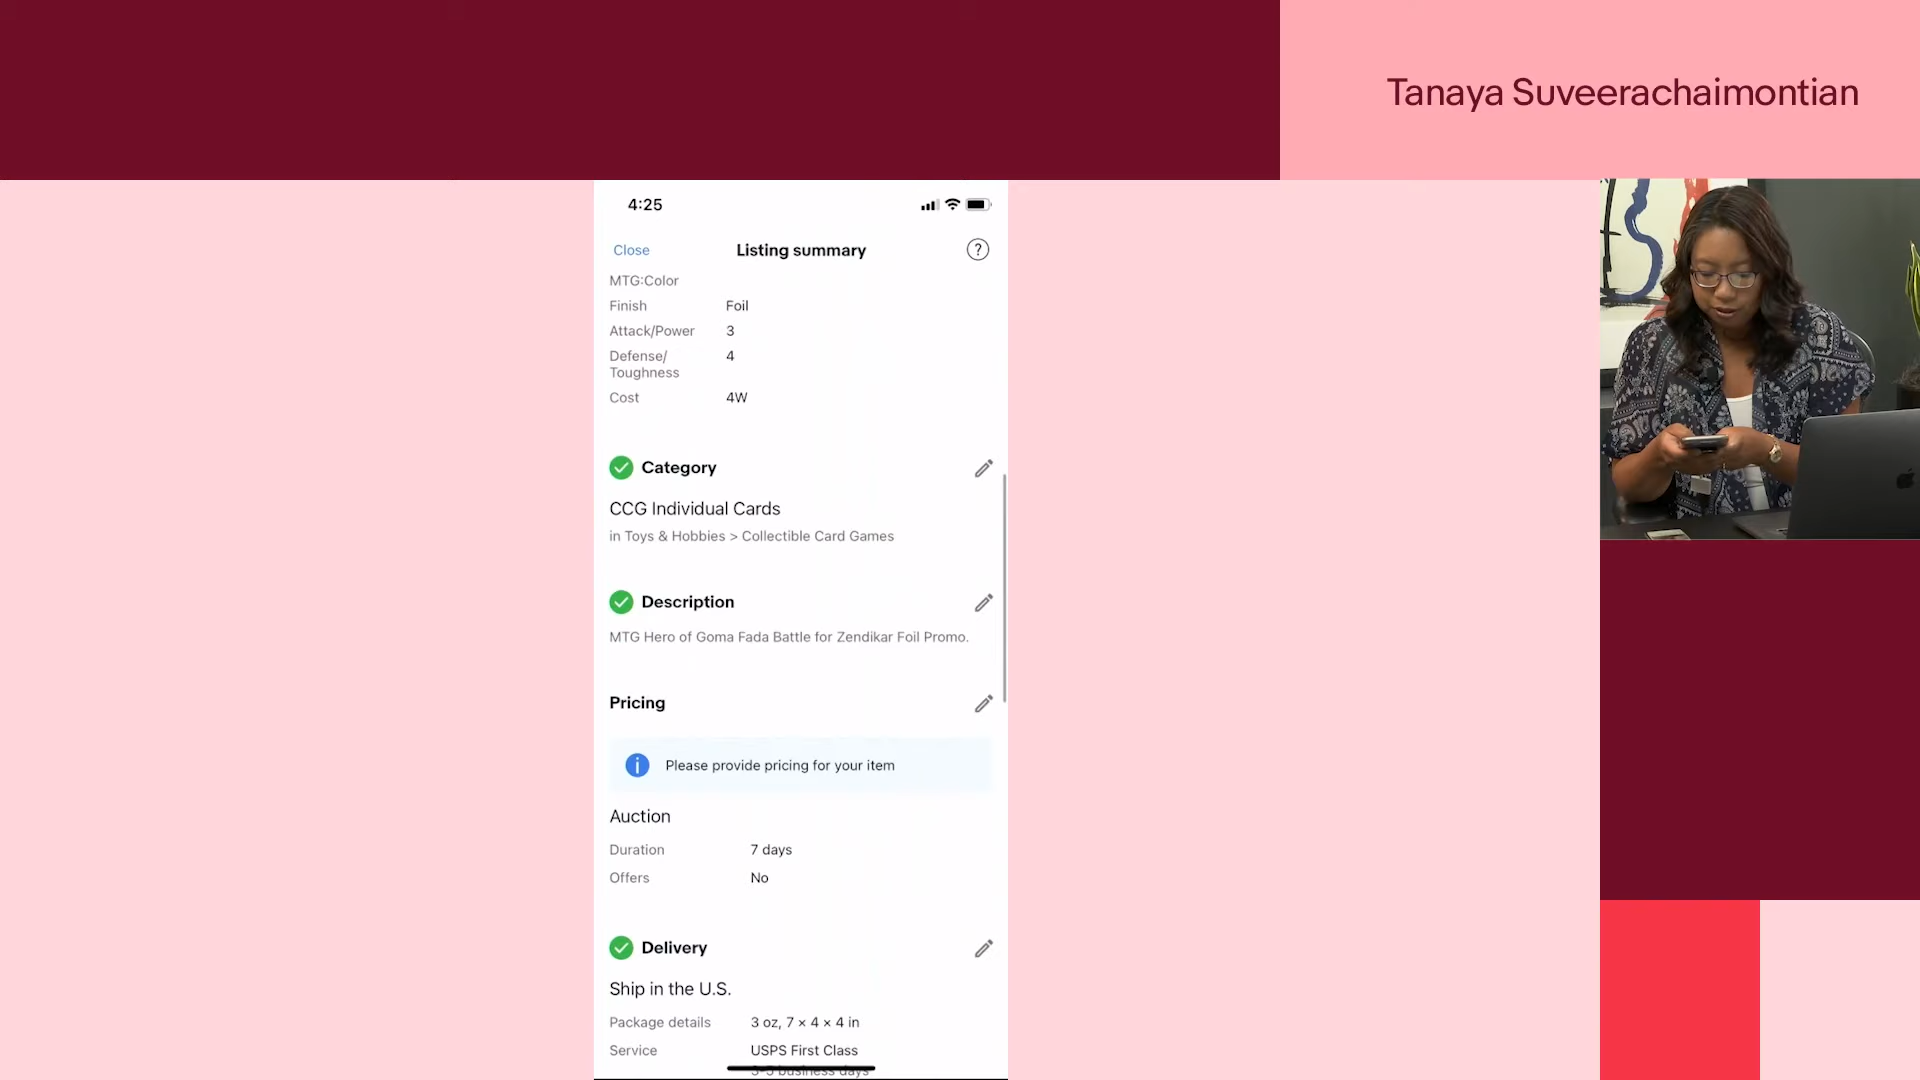 Tanaya Suveerachaimontian
4:25
Close
Listing summary
?
MTG:Color
Finish Foil
Attack/Power 3
Defense/
Toughness 4
Cost 4W
Category
CCG Individual Cards
in Toys & Hobbies > Collectible Card Games
Description
MTG Hero of Goma Fada Battle for Zendikar Foil Promo.
Pricing
Please provide pricing for your item
Auction
Duration 7 days
Offers No
Delivery
Ship in the U.S.
Package details 3 oz, 7 × 4 × 4 in
Service USPS First Class
business days